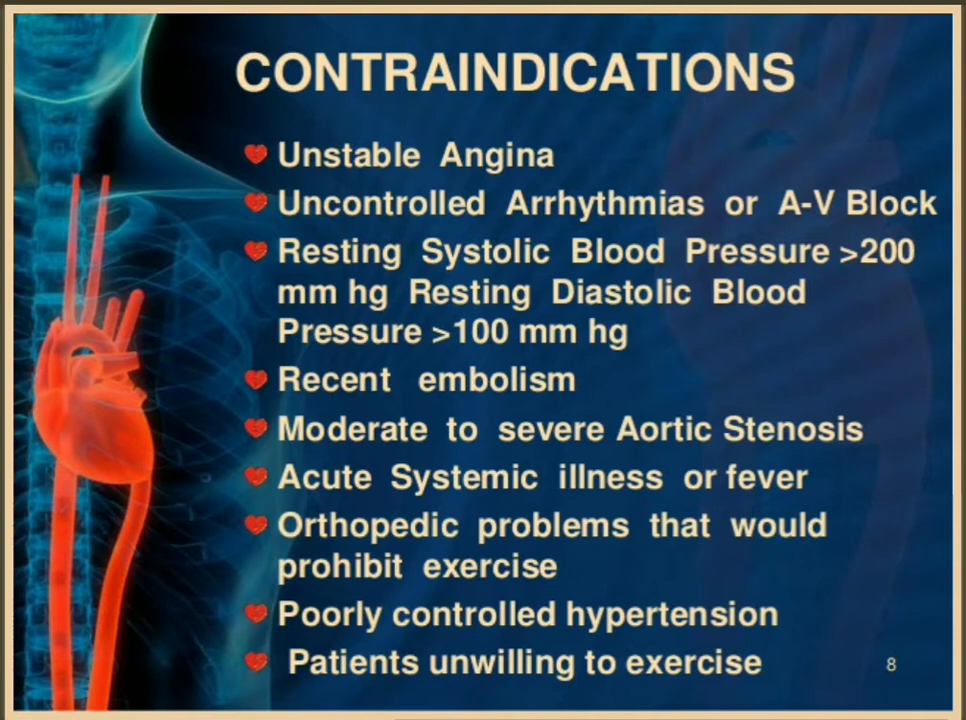 CONTRAINDICATIONS
Unstable Angina
Uncontrolled Arrhythmias or A-V Block
Resting Systolic Blood Pressure >200
mm hg Resting Diastolic Blood
Pressure >100 mm hg
Recent embolism
Moderate to severe Aortic Stenosis
Acute Systemic illness or fever
Orthopedic problems that would
prohibit exercise
Poorly controlled hypertension
Patients unwilling to exercise
8